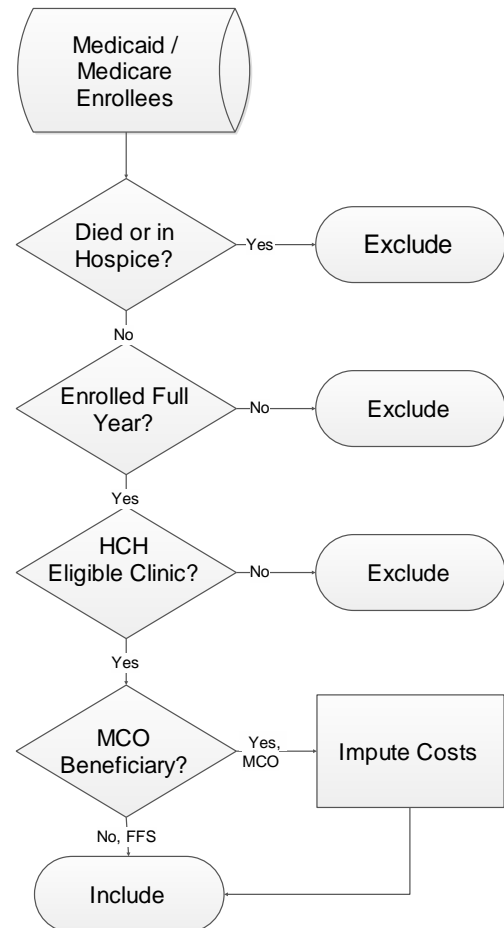 Medicaid /
Medicare
Enrollees
Died or in
Hospice?
Yes
Exclude
No
Enrolled Full
Year?
No
Exclude
Yes
HCH
Eligible Clinic?
No
Exclude
Yes
MCO
Beneficiary?
Yes,
MCO
Impute Costs
No, FFS
Include